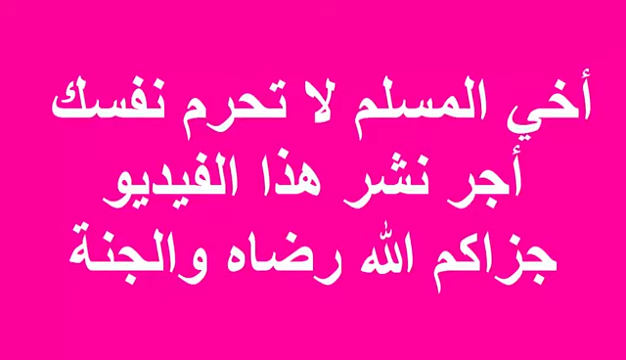 أخي المسلم لا تحرم نفسك
أجر نشر هذا الفيديو
جزاكم الله رضاه والجنة